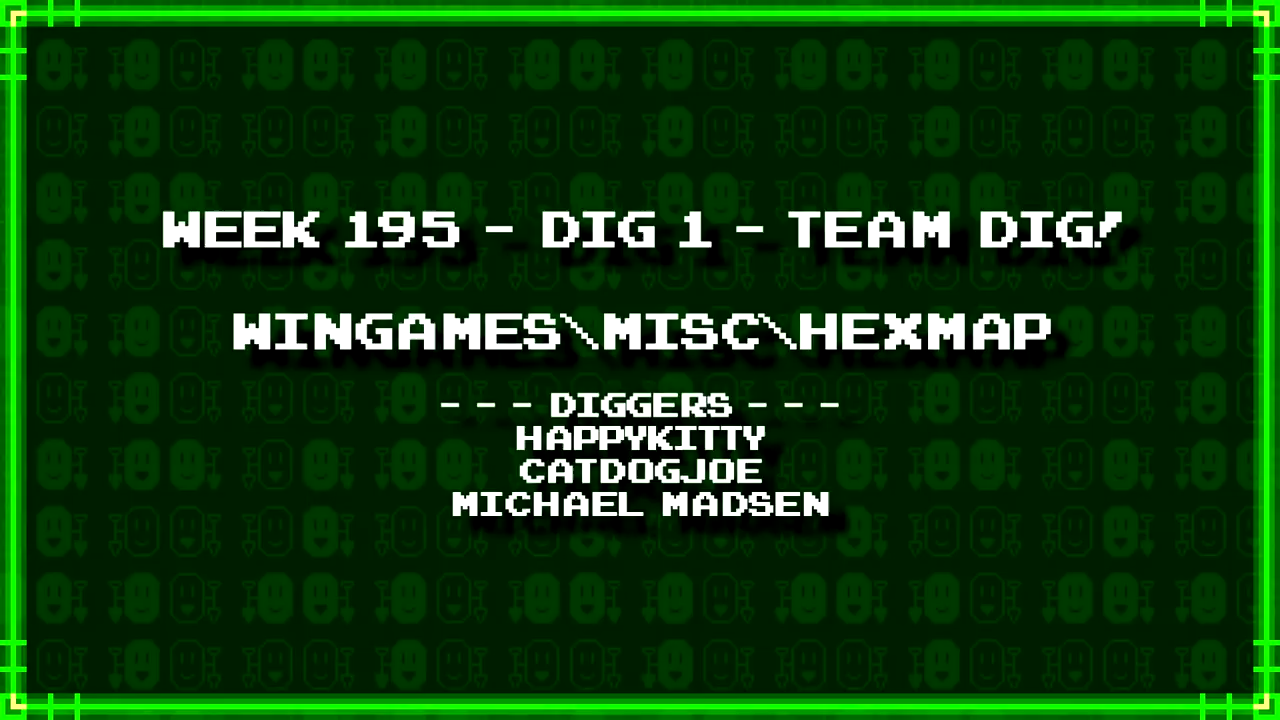 WEEK 195 - DIG 1 - TEAM DIG!
WINGAMES\MISC\HEXMAP
- - - DIGGERS - - -
HAPPYKITTY
CATDOGJOE
MICHAEL MADSEN